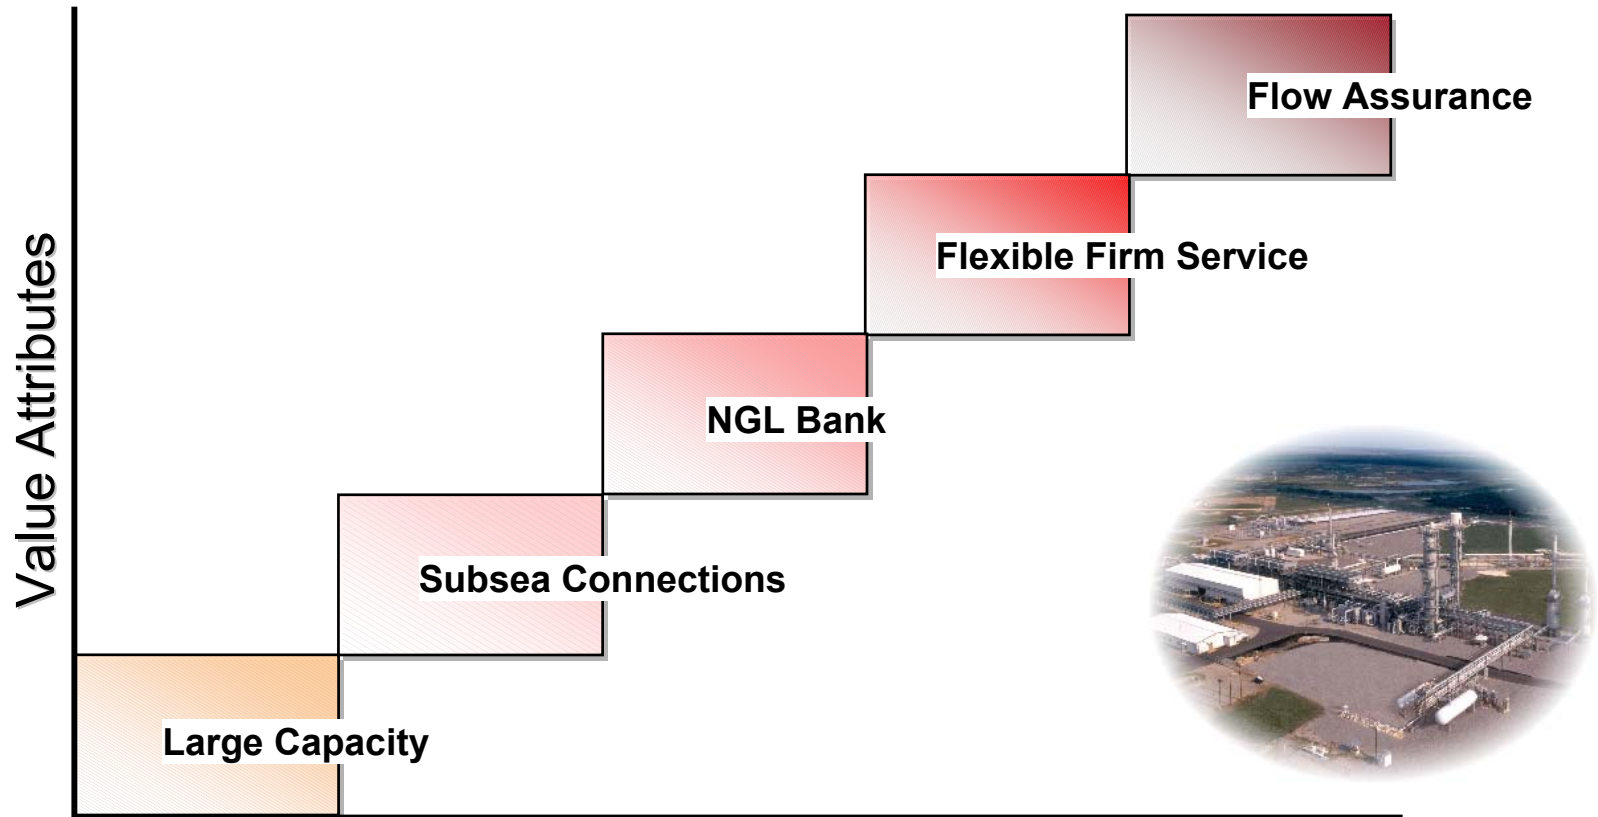 Flow Assurance
Flexible Firm Service
NGL Bank
Subsea Connections
Large Capacity
Value Attributes